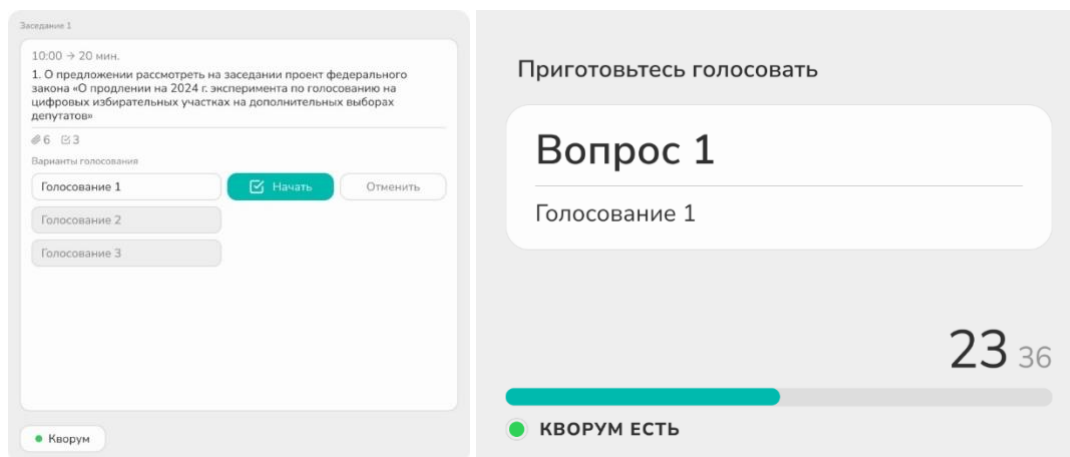 Заседание 1
10:00 → 20 мин.
1. О предложении рассмотреть на заседании проект федерального
закона «О продлении на 2024 г. эксперимента по голосованию на
цифровых избирательных участках на дополнительных выборах
депутатов»
6 3
Варианты голосования
Голосование 1 Начать Отменить
Голосование 2
Голосование 3
Кворум
Приготовьтесь голосовать
Вопрос 1
Голосование 1
23 36
КВОРУМ ЕСТЬ